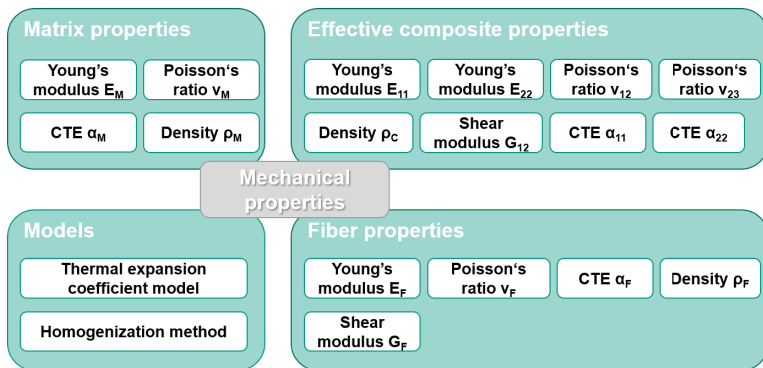 Matrix properties
Young's
modulus E_M
Poisson‘s
ratio ν_M
CTE α_M
Density ρ_M
Effective composite properties
Young's
modulus E_11
Young's
modulus E_22
Poisson‘s
ratio ν_12
Poisson‘s
ratio ν_23
Density ρ_C
Shear
modulus G_12
CTE α_11
CTE α_22
Mechanical
properties
Models
Thermal expansion
coefficient model
Homogenization method
Fiber properties
Young's
modulus E_F
Poisson‘s
ratio ν_F
CTE α_F
Density ρ_F
Shear
modulus G_F